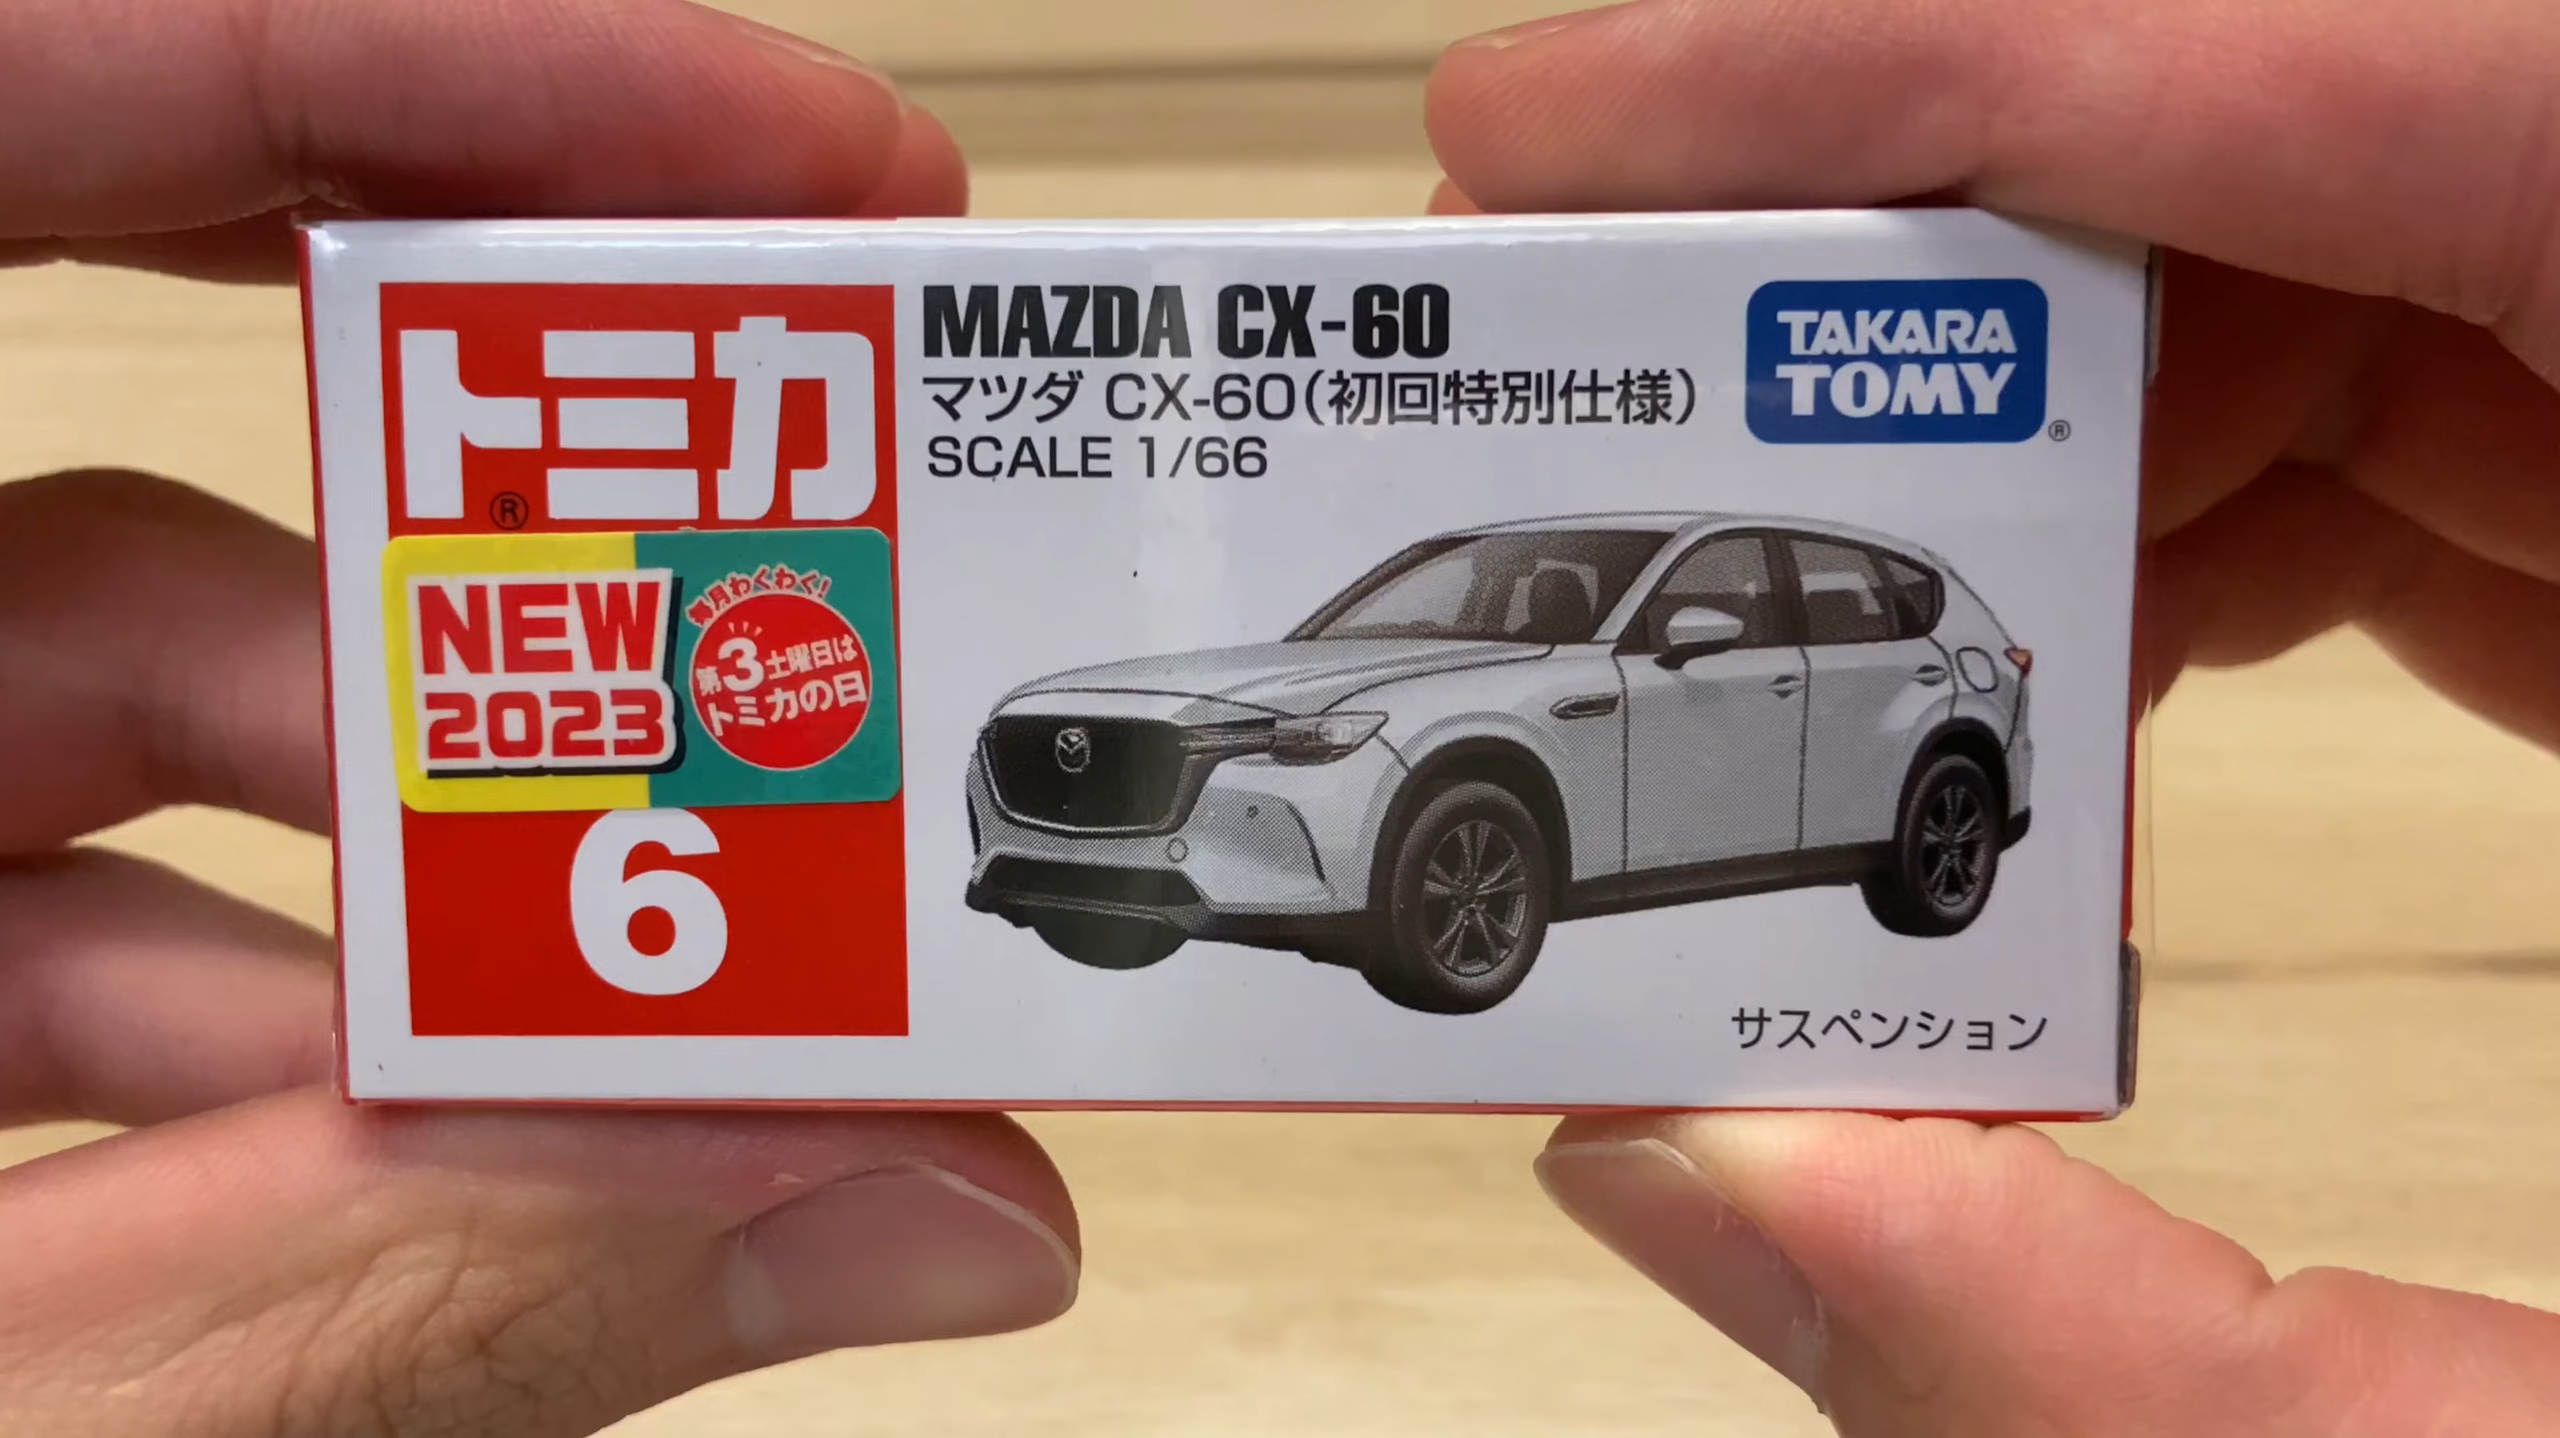 トミカ
®
MAZDA CX-60
マツダ CX-60(初回特別仕様)
SCALE 1/66
TAKARA
TOMY
®
NEW
2023
毎月わくわく!
第3土曜日は
トミカの日
6
サスペンション